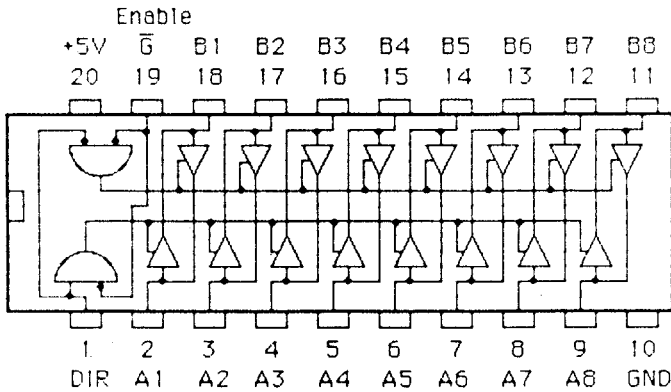 Enable
+5V G̅ B1 B2 B3 B4 B5 B6 B7 B8
20 19 18 17 16 15 14 13 12 11
1 2 3 4 5 6 7 8 9 10
DIR A1 A2 A3 A4 A5 A6 A7 A8 GND